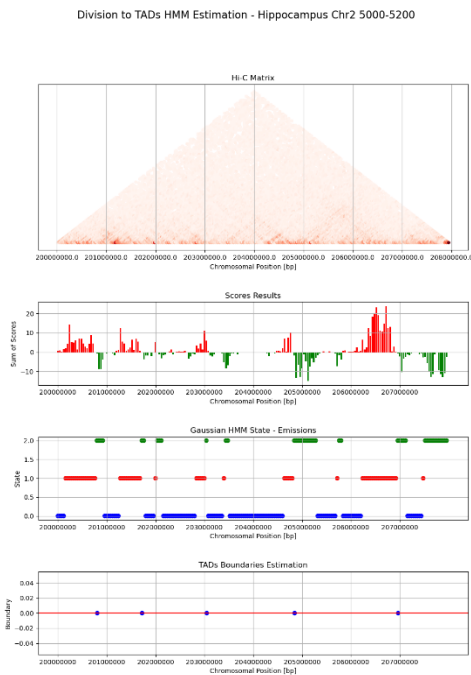 Division to TADs HMM Estimation - Hippocampus Chr2 5000-5200
Hi-C Matrix
200000000.0 201000000.0 202000000.0 203000000.0 204000000.0 205000000.0 206000000.0 207000000.0 208000000.0
Chromosomal Position [bp]
Scores Results
Sum of Scores
20
10
0
−10
200000000 201000000 202000000 203000000 204000000 205000000 206000000 207000000
Chromosomal Position [bp]
Gaussian HMM State - Emissions
State
2.0
1.5
1.0
0.5
0.0
200000000 201000000 202000000 203000000 204000000 205000000 206000000 207000000
Chromosomal Position [bp]
TADs Boundaries Estimation
Boundary
0.04
0.02
0.00
−0.02
−0.04
200000000 201000000 202000000 203000000 204000000 205000000 206000000 207000000
Chromosomal Position [bp]